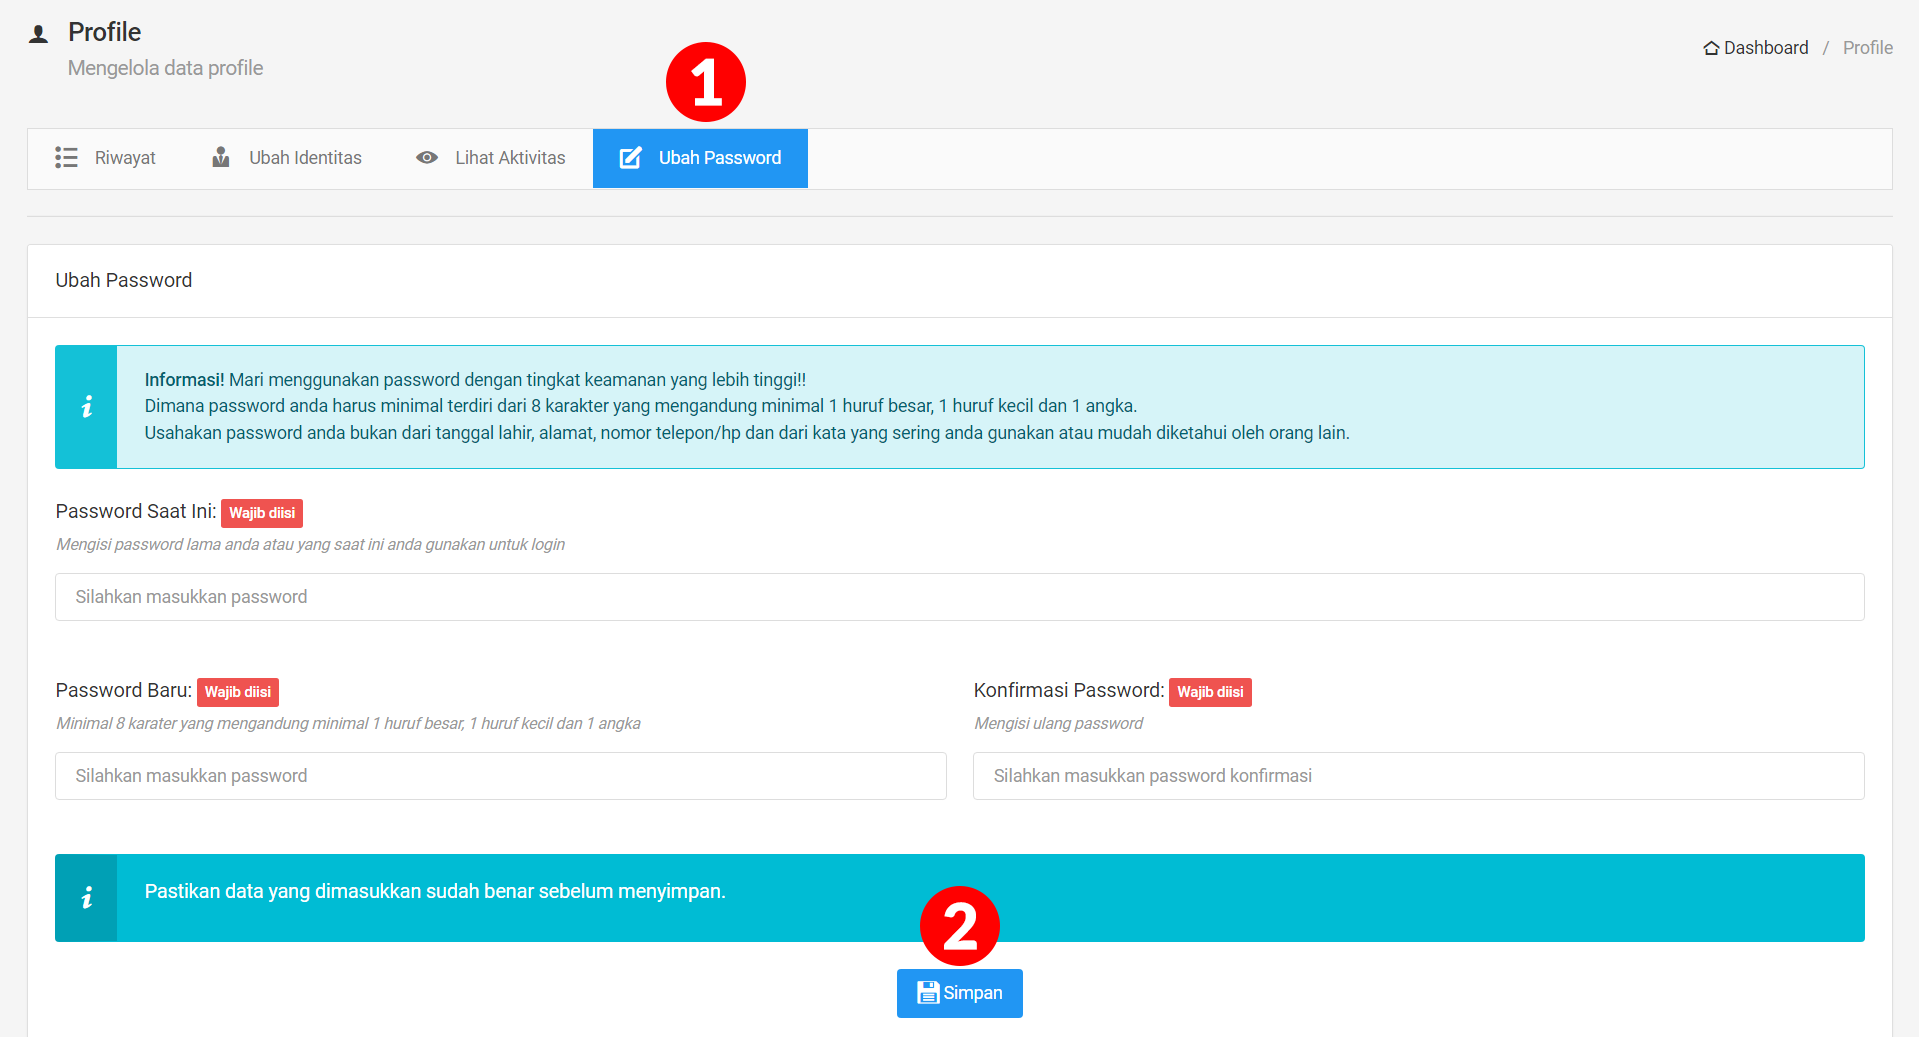 Profile
Mengelola data profile
Dashboard / Profile
1
Riwayat
Ubah Identitas
Lihat Aktivitas
Ubah Password
Ubah Password
Informasi! Mari menggunakan password dengan tingkat keamanan yang lebih tinggi!!
Dimana password anda harus minimal terdiri dari 8 karakter yang mengandung minimal 1 huruf besar, 1 huruf kecil dan 1 angka.
Usahakan password anda bukan dari tanggal lahir, alamat, nomor telepon/hp dan dari kata yang sering anda gunakan atau mudah diketahui oleh orang lain.
Password Saat Ini: Wajib diisi
Mengisi password lama anda atau yang saat ini anda gunakan untuk login
Silahkan masukkan password
Password Baru: Wajib diisi
Minimal 8 karater yang mengandung minimal 1 huruf besar, 1 huruf kecil dan 1 angka
Silahkan masukkan password
Konfirmasi Password: Wajib diisi
Mengisi ulang password
Silahkan masukkan password konfirmasi
Pastikan data yang dimasukkan sudah benar sebelum menyimpan.
2
Simpan